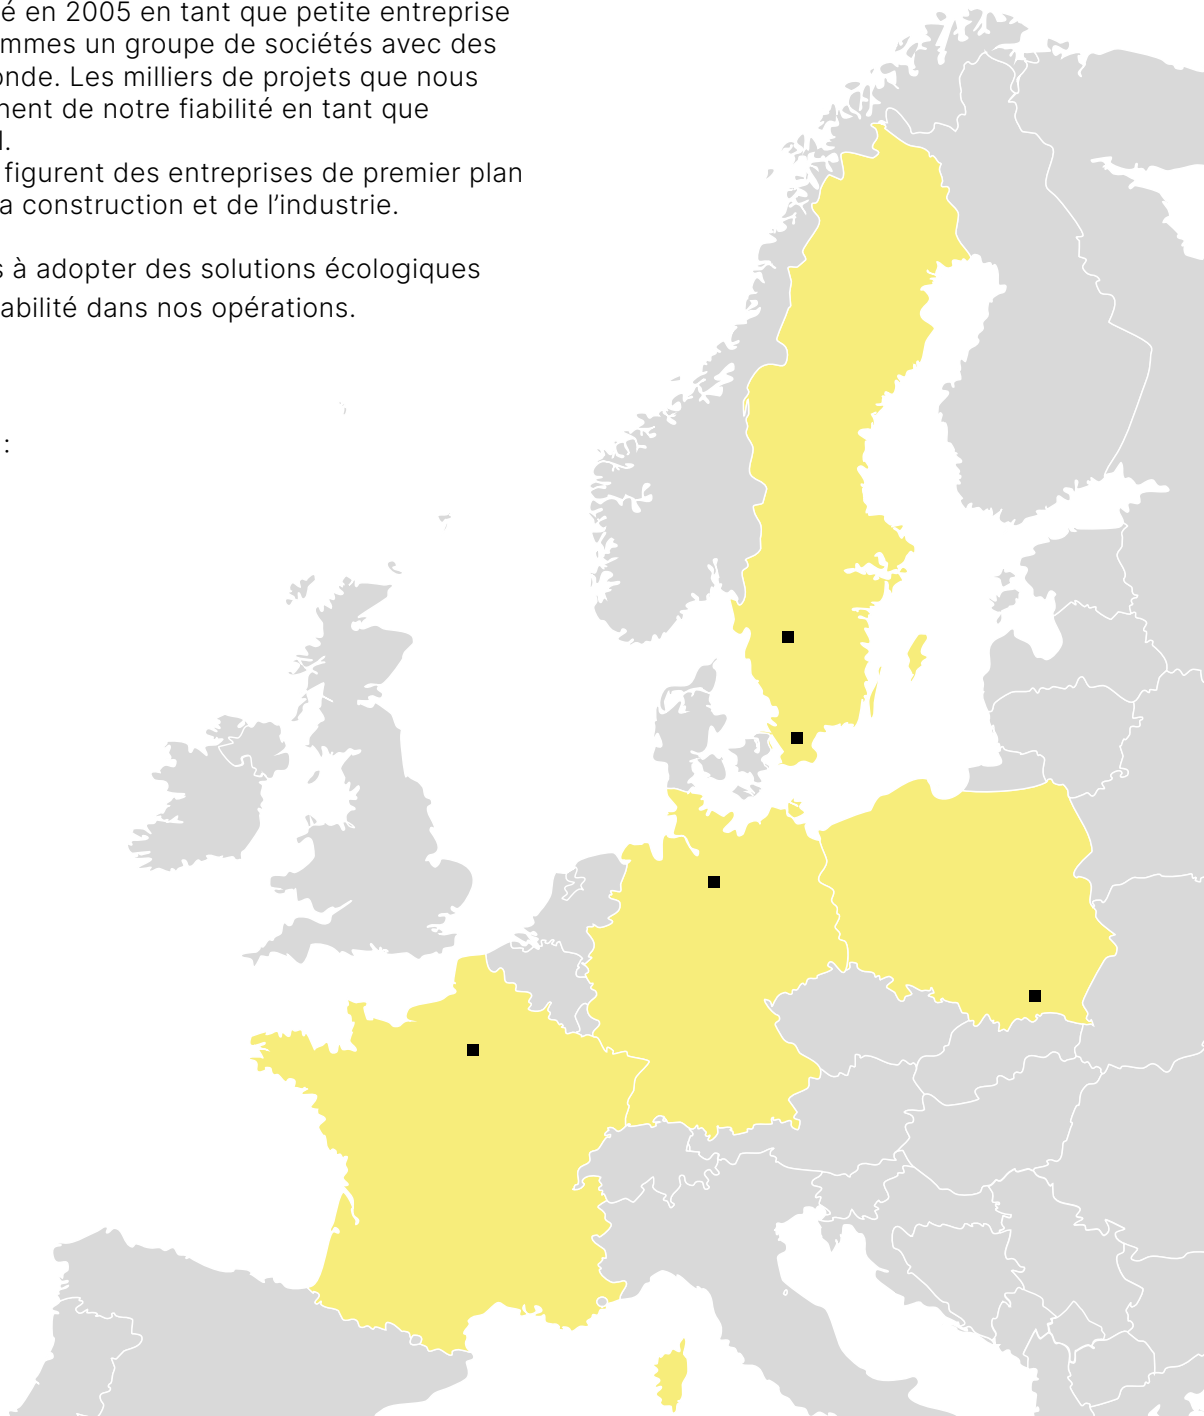 é en 2005 en tant que petite entreprise
mmes un groupe de sociétés avec des
onde. Les milliers de projets que nous
nent de notre fiabilité en tant que
l.
figurent des entreprises de premier plan
a construction et de l’industrie.
s à adopter des solutions écologiques
abilité dans nos opérations.
: